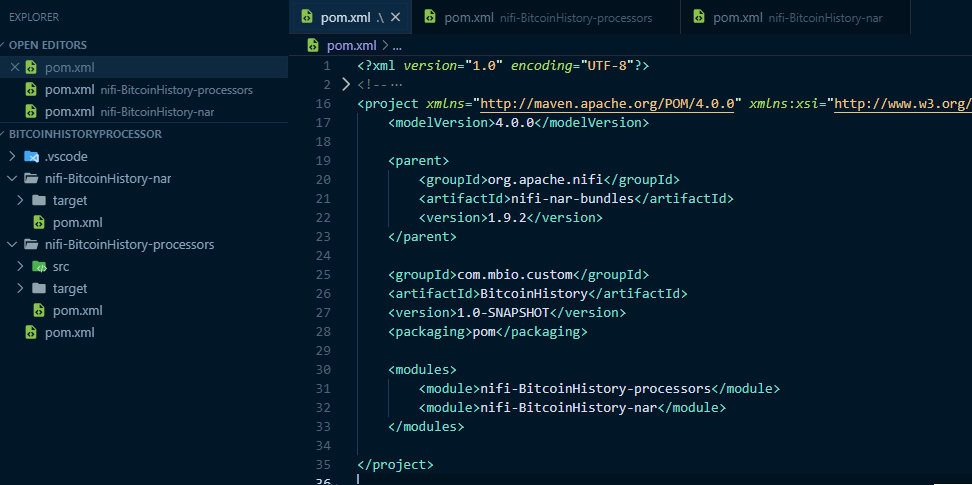 EXPLORER
OPEN EDITORS
pom.xml
pom.xml nifi-BitcoinHistory-processors
pom.xml nifi-BitcoinHistory-nar
BITCOINHISTORYPROCESSOR
.vscode
nifi-BitcoinHistory-nar
target
pom.xml
nifi-BitcoinHistory-processors
src
target
pom.xml
pom.xml
pom.xml .\ pom.xml nifi-BitcoinHistory-processors pom.xml nifi-BitcoinHistory-nar
pom.xml > ...
1 <?xml version="1.0" encoding="UTF-8"?>
2 <!-- ...
16 <project xmlns="http://maven.apache.org/POM/4.0.0" xmlns:xsi="http://www.w3.org/
17 <modelVersion>4.0.0</modelVersion>
18
19 <parent>
20 <groupId>org.apache.nifi</groupId>
21 <artifactId>nifi-nar-bundles</artifactId>
22 <version>1.9.2</version>
23 </parent>
24
25 <groupId>com.mbio.custom</groupId>
26 <artifactId>BitcoinHistory</artifactId>
27 <version>1.0-SNAPSHOT</version>
28 <packaging>pom</packaging>
29
30 <modules>
31 <module>nifi-BitcoinHistory-processors</module>
32 <module>nifi-BitcoinHistory-nar</module>
33 </modules>
34
35 </project>
36